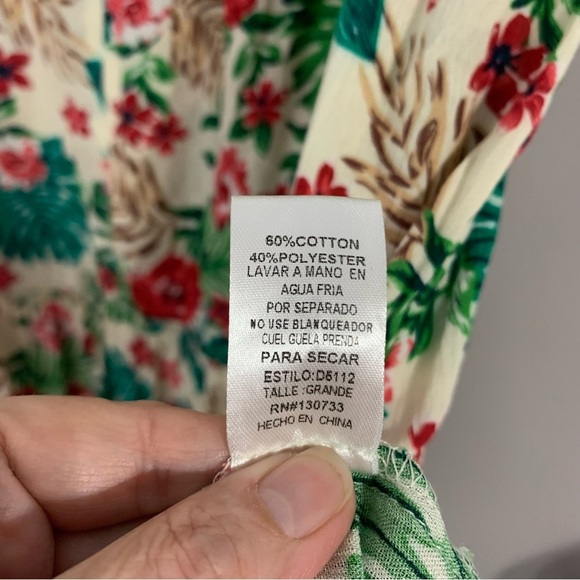 60%COTTON
40%POLYESTER
LAVAR A MANO EN
AGUA FRIA
POR SEPARADO
NO USE BLANQUEADOR
CUEL GUELA PRENDA
PARA SECAR
ESTILO:D5112
TALLE :GRANDE
RN#130733
HECHO EN CHINA